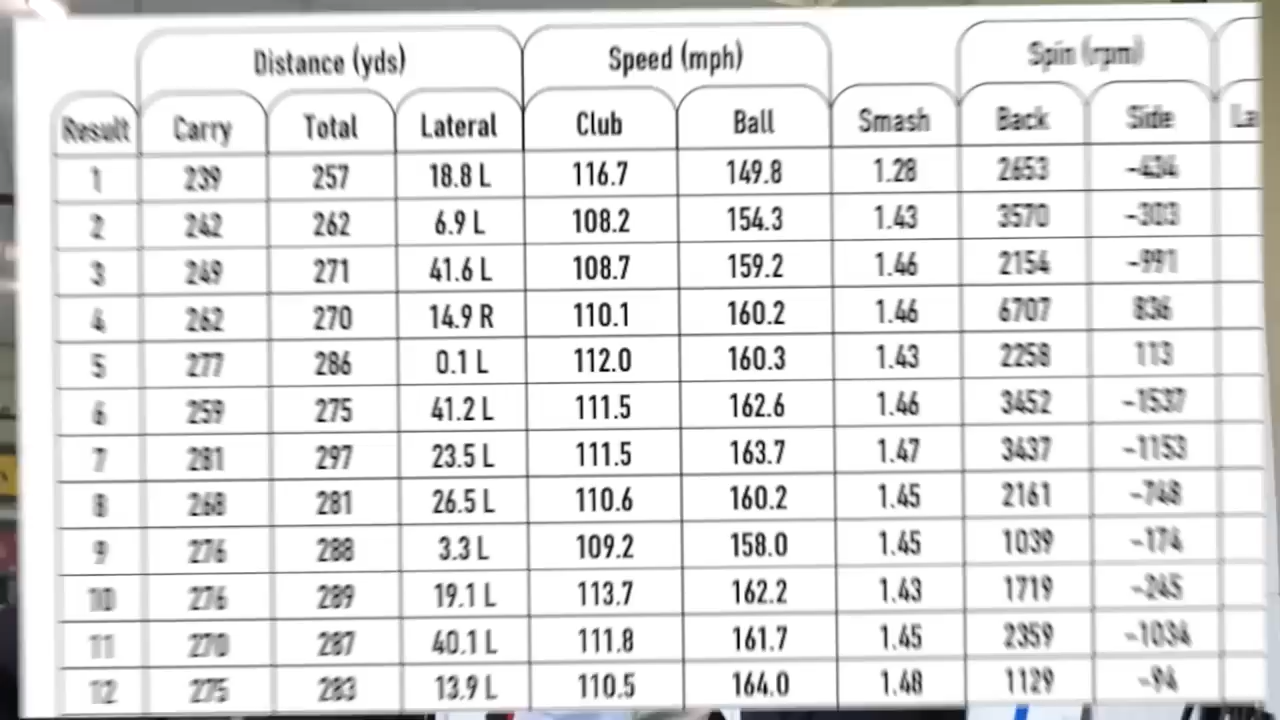 Distance (yds) Speed (mph) Spin (rpm)
Result Carry Total Lateral Club Ball Smash Back Side
1 239 257 18.8 L 116.7 149.8 1.28 2653 -434
2 242 262 6.9 L 108.2 154.3 1.43 3570 -303
3 249 271 41.6 L 108.7 159.2 1.46 2154 -991
4 262 270 14.9 R 110.1 160.2 1.46 6707 836
5 277 286 0.1 L 112.0 160.3 1.43 2258 113
6 259 275 41.2 L 111.5 162.6 1.46 3452 -1537
7 281 297 23.5 L 111.5 163.7 1.47 3437 -1153
8 268 281 26.5 L 110.6 160.2 1.45 2161 -748
9 276 288 3.3 L 109.2 158.0 1.45 1039 -174
10 276 289 19.1 L 113.7 162.2 1.43 1719 -245
11 270 287 40.1 L 111.8 161.7 1.45 2359 -1034
12 275 283 13.9 L 110.5 164.0 1.48 1129 -94